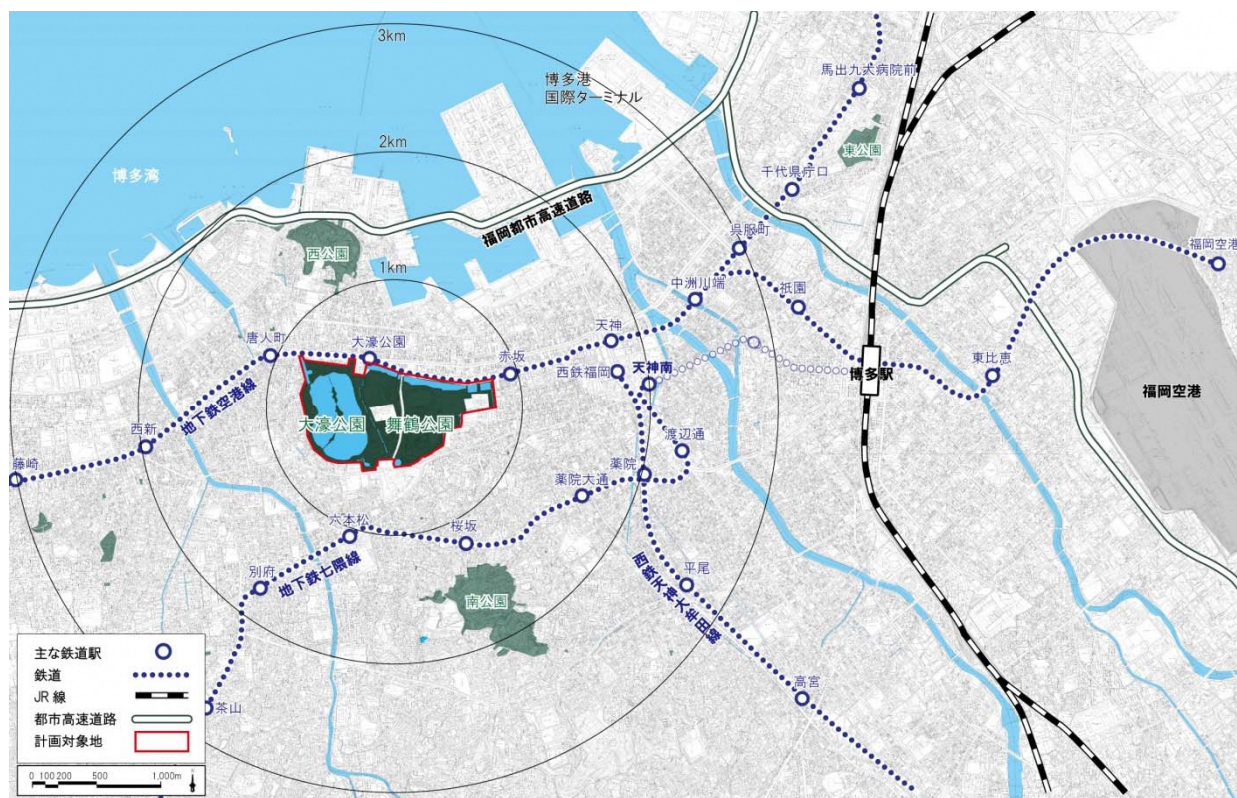 3km
博多港
国際ターミナル
馬出九大病院前
東公園
2km
千代県庁口
博多湾
福岡都市高速道路
西公園
呉服町
福岡空港
1km
中洲川端
祇園
唐人町
大濠公園
赤坂
天神
西鉄福岡
天神南
博多駅
東比恵
福岡空港
地下鉄空港線
大濠公園
舞鶴公園
西新
渡辺通
藤崎
薬院
薬院大通
六本松
桜坂
別府
地下鉄七隈線
平尾
西鉄天神大牟田線
南公園
高宮
茶山
主な鉄道駅
鉄道
JR線
都市高速道路
計画対象地
0 100 200 500 1,000m